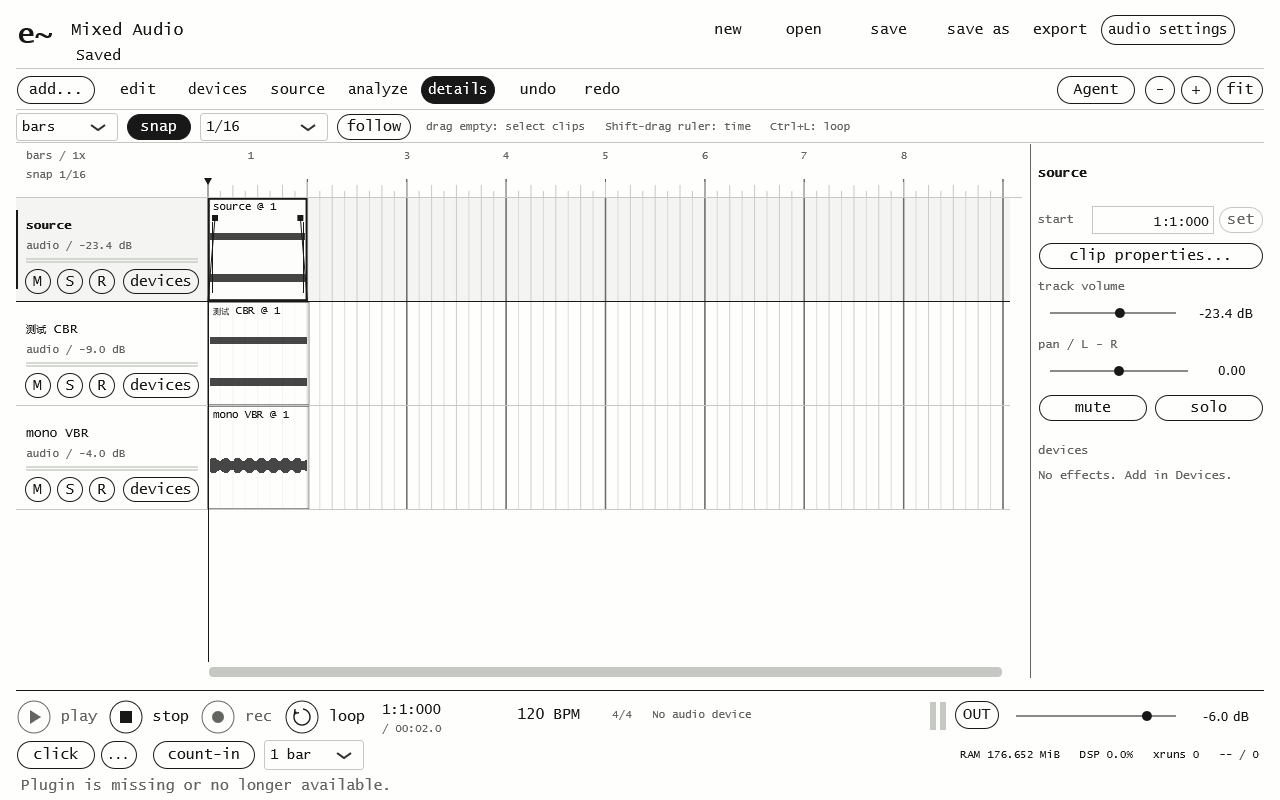 e~ Mixed Audio new open save save as export audio settings
Saved
add... edit devices source analyze details undo redo Agent - + fit
bars snap 1/16 follow drag empty: select clips Shift-drag ruler: time Ctrl+L: loop
bars / 1x 1 3 4 5 6 7 8
snap 1/16
source
start 1:1:000 set
clip properties...
track volume
-23.4 dB
pan / L - R
0.00
mute solo
devices
No effects. Add in Devices.
source @ 1
source
audio / -23.4 dB
M S R devices
测试 CBR @ 1
测试 CBR
audio / -9.0 dB
M S R devices
mono VBR @ 1
mono VBR
audio / -4.0 dB
M S R devices
play stop rec loop 1:1:000 120 BPM 4/4 No audio device OUT -6.0 dB
/ 00:02.0
click ... count-in 1 bar RAM 176.652 MiB DSP 0.0% xruns 0 -- / 0
Plugin is missing or no longer available.